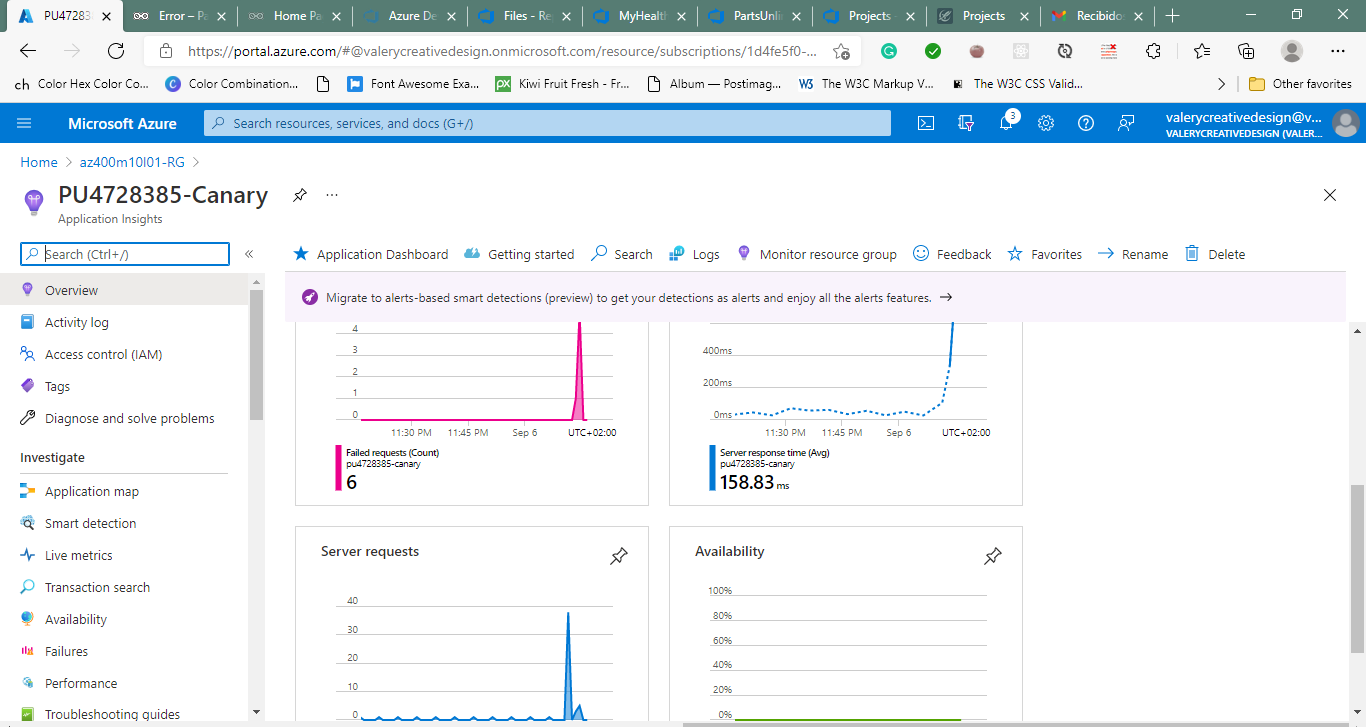 PU4728:
Error – Pa
Home Pa
Azure De
Files - Re
MyHealt
PartsUnli
Projects -
Projects
Recibido
https://portal.azure.com/#@valerycreativedesign.onmicrosoft.com/resource/subscriptions/1d4fe5f0-...
Color Hex Color Co...
Color Combination...
Font Awesome Exa...
Kiwi Fruit Fresh - Fr...
Album — Postimag...
The W3C Markup V...
The W3C CSS Valid...
Other favorites
Microsoft Azure
Search resources, services, and docs (G+/)
3
valerycreativedesign@v...
VALERYCREATIVEDESIGN (VALER...
Home > az400m10l01-RG >
PU4728385-Canary
...
Application Insights
Search (Ctrl+/)
«
Application Dashboard
Getting started
Search
Logs
Monitor resource group
Feedback
Favorites
Rename
Delete
Overview
Activity log
Access control (IAM)
Tags
Diagnose and solve problems
Investigate
Application map
Smart detection
Live metrics
Transaction search
Availability
Failures
Performance
Troubleshooting guides
Migrate to alerts-based smart detections (preview) to get your detections as alerts and enjoy all the alerts features. →
4
3
2
1
0
11:30 PM
11:45 PM
Sep 6
UTC+02:00
Failed requests (Count)
pu4728385-canary
6
400ms
200ms
0ms
11:30 PM
11:45 PM
Sep 6
UTC+02:00
Server response time (Avg)
pu4728385-canary
158.83 ms
Server requests
40
30
20
10
0
Availability
100%
80%
60%
40%
20%
0%